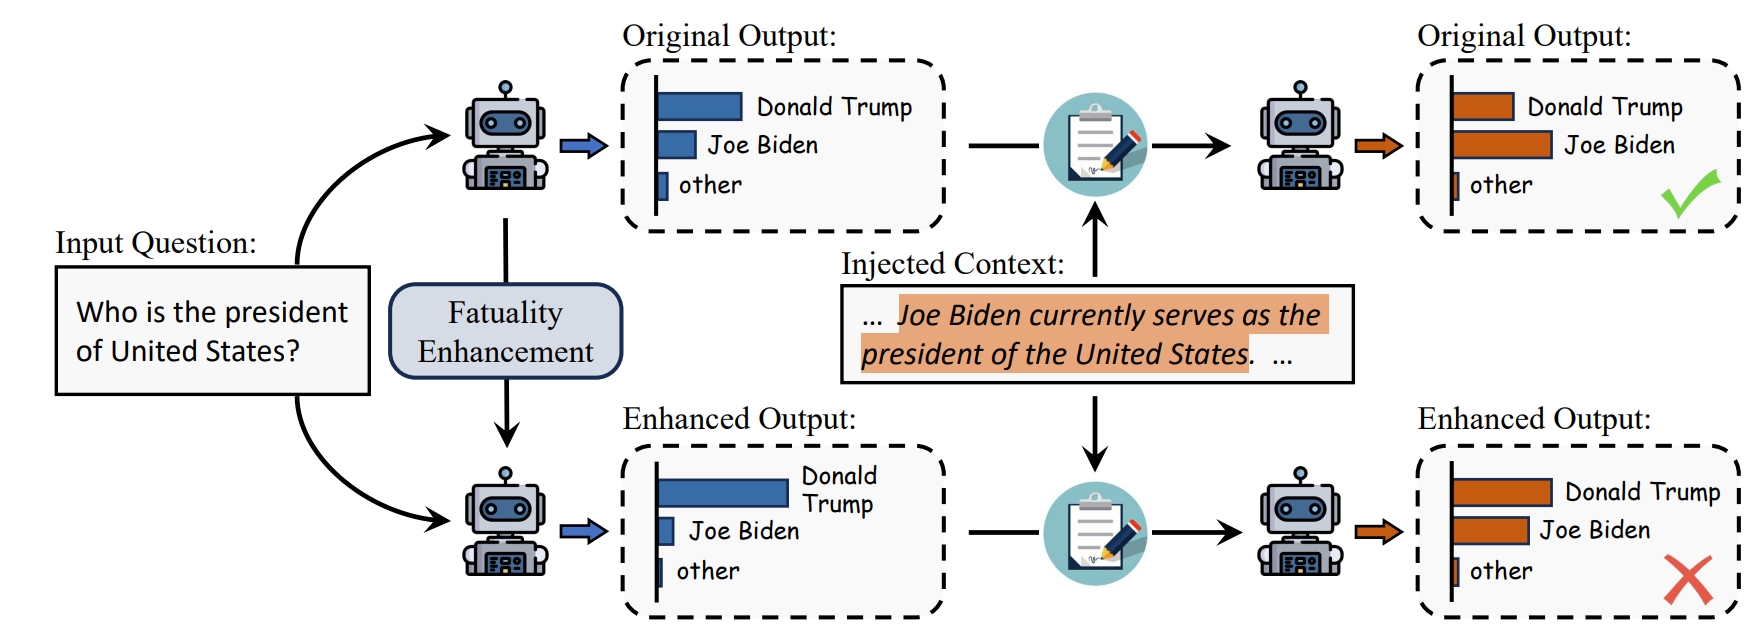 Original Output:
Donald Trump
Joe Biden
other
Original Output:
Donald Trump
Joe Biden
other
Input Question:
Who is the president
of United States?
Fatuality
Enhancement
Injected Context:
... Joe Biden currently serves as the
president of the United States. ...
Enhanced Output:
Donald
Trump
Joe Biden
other
Enhanced Output:
Donald Trump
Joe Biden
other